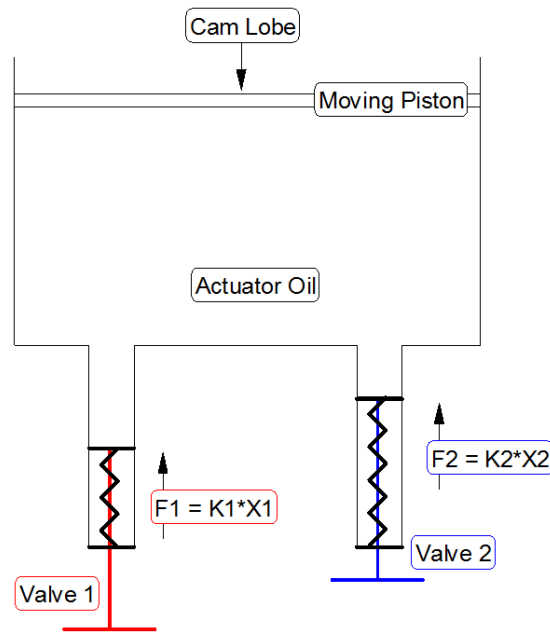 Cam Lobe
Moving Piston
Actuator Oil
F2 = K2*X2
F1 = K1*X1
Valve 2
Valve 1